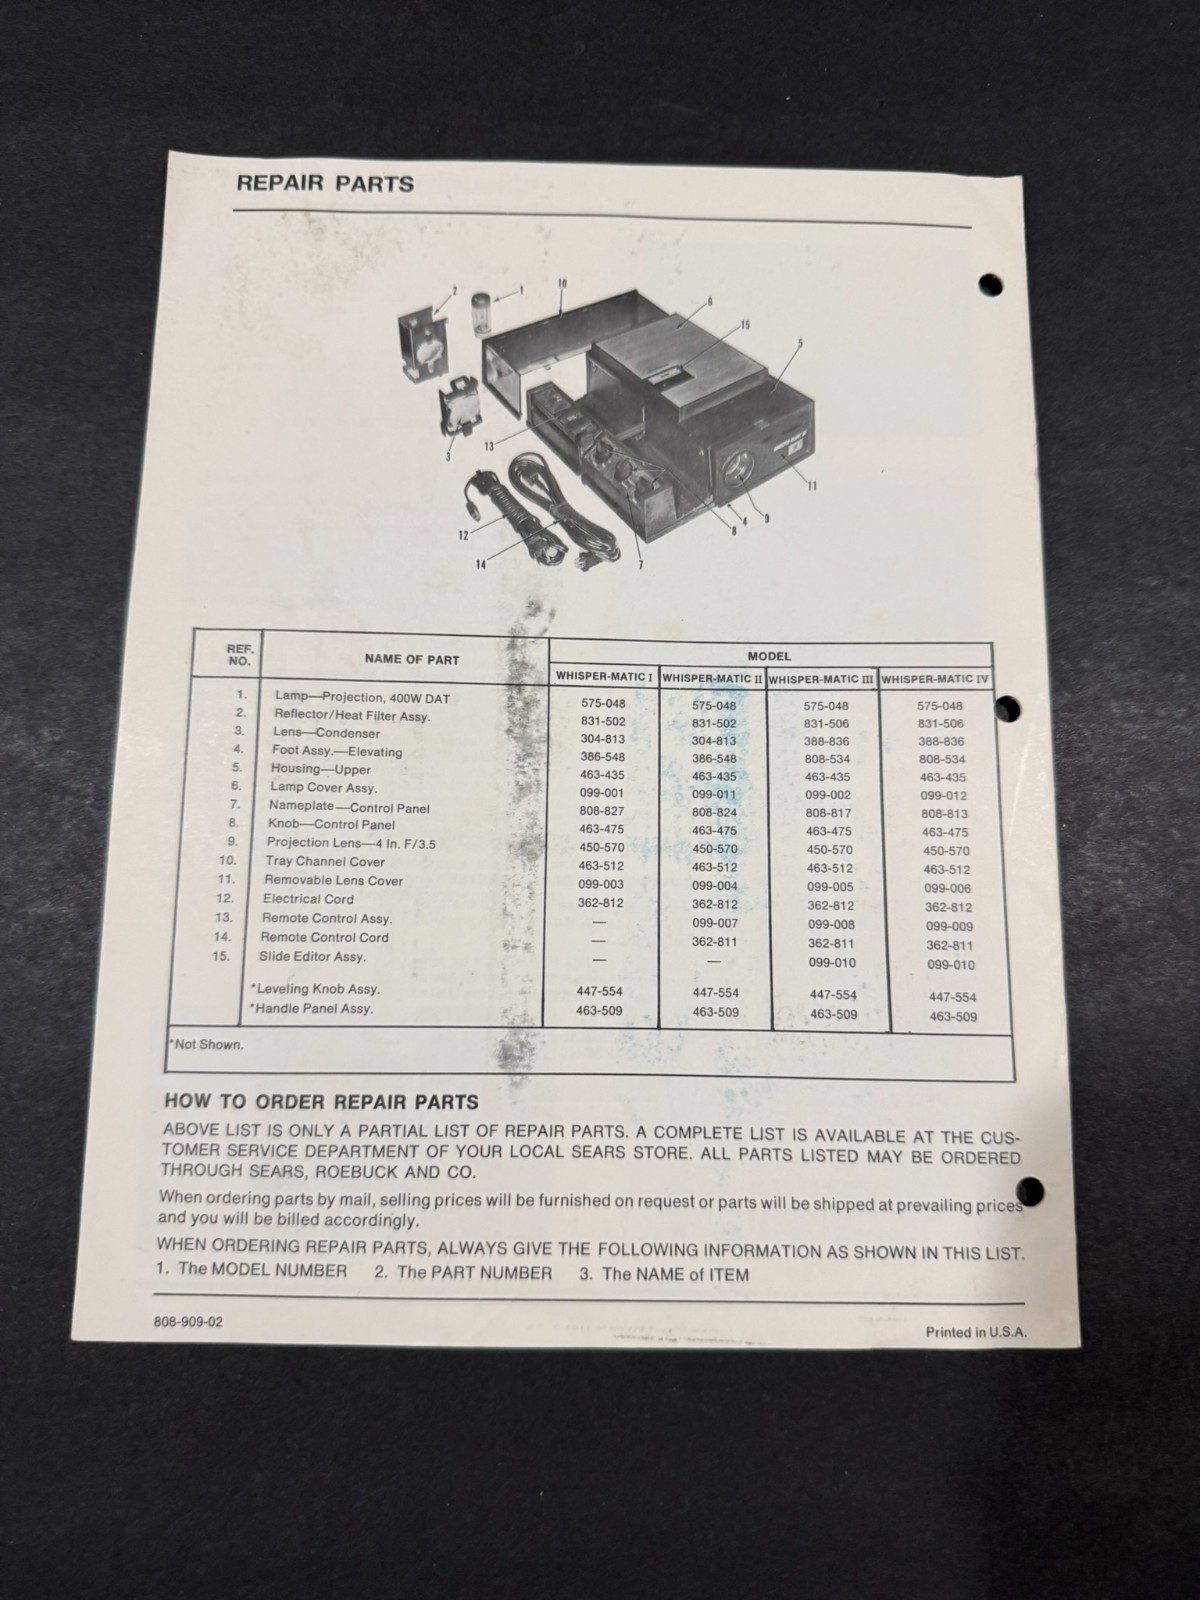 REPAIR PARTS
2
1
10
6
15
5
3
13
11
12
14
7
8
4
9
REF. NO. NAME OF PART MODEL
WHISPER-MATIC I WHISPER-MATIC II WHISPER-MATIC III WHISPER-MATIC IV
1. Lamp—Projection, 400W DAT 575-048 575-048 575-048 575-048
2. Reflector/Heat Filter Assy. 831-502 831-502 831-506 831-506
3. Lens—Condenser 304-813 304-813 388-836 388-836
4. Foot Assy.—Elevating 386-548 386-548 808-534 808-534
5. Housing—Upper 463-435 463-435 463-435 463-435
6. Lamp Cover Assy. 099-001 099-011 099-002 099-012
7. Nameplate—Control Panel 808-827 808-824 808-817 808-813
8. Knob—Control Panel 463-475 463-475 463-475 463-475
9. Projection Lens—4 In. F/3.5 450-570 450-570 450-570 450-570
10. Tray Channel Cover 463-512 463-512 463-512 463-512
11. Removable Lens Cover 099-003 099-004 099-005 099-006
12. Electrical Cord 362-812 362-812 362-812 362-812
13. Remote Control Assy. — 099-007 099-008 099-009
14. Remote Control Cord — 362-811 362-811 362-811
15. Slide Editor Assy. — — 099-010 099-010
*Leveling Knob Assy. 447-554 447-554 447-554 447-554
*Handle Panel Assy. 463-509 463-509 463-509 463-509
*Not Shown.
HOW TO ORDER REPAIR PARTS
ABOVE LIST IS ONLY A PARTIAL LIST OF REPAIR PARTS. A COMPLETE LIST IS AVAILABLE AT THE CUS-
TOMER SERVICE DEPARTMENT OF YOUR LOCAL SEARS STORE. ALL PARTS LISTED MAY BE ORDERED
THROUGH SEARS, ROEBUCK AND CO.
When ordering parts by mail, selling prices will be furnished on request or parts will be shipped at prevailing prices
and you will be billed accordingly.
WHEN ORDERING REPAIR PARTS, ALWAYS GIVE THE FOLLOWING INFORMATION AS SHOWN IN THIS LIST.
1. The MODEL NUMBER 2. The PART NUMBER 3. The NAME of ITEM
808-909-02
Printed in U.S.A.